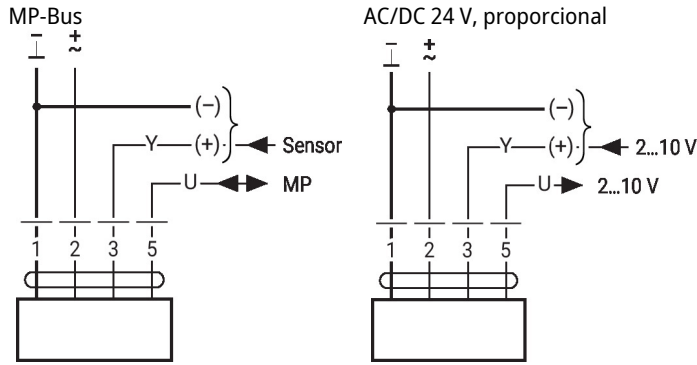 MP-Bus
– +
⊥ ~
(–)
Y (+) Sensor
U MP
1 2 3 5
AC/DC 24 V, proporcional
– +
⊥ ~
(–)
Y (+) 2...10 V
U 2...10 V
1 2 3 5